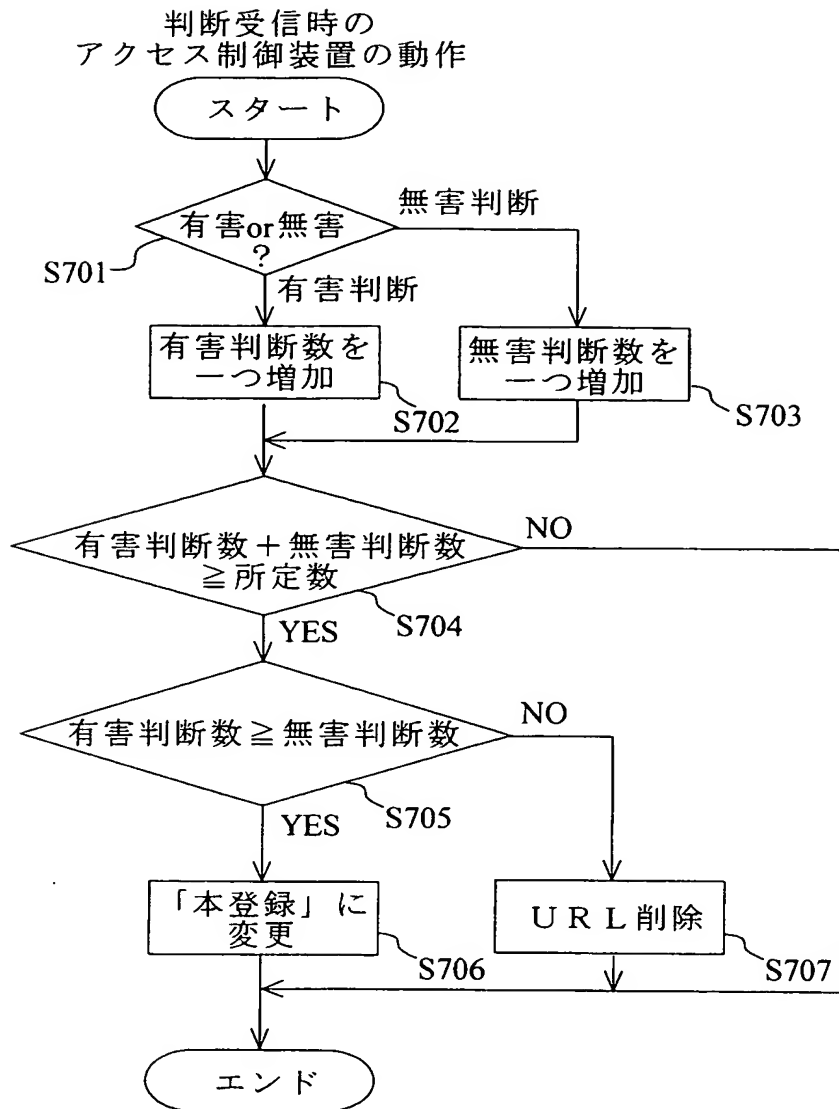 判断受信時の
アクセス制御装置の動作
スタート
無害判断
有害or無害
?
S701
有害判断
有害判断数を
一つ増加
S702
無害判断数を
一つ増加
S703
有害判断数＋無害判断数
≧所定数
NO
S704
YES
有害判断数≧無害判断数
NO
S705
YES
「本登録」に
変更
S706
ＵＲＬ削除
S707
エンド